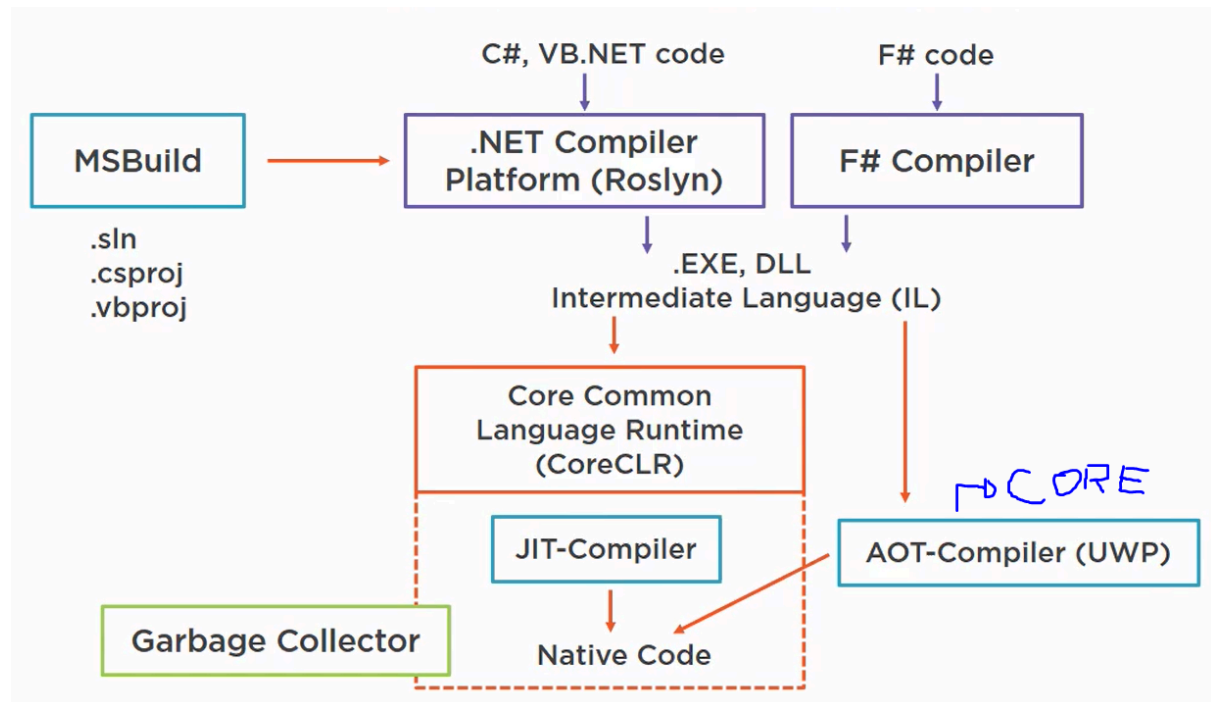 C#, VB.NET code
F# code
MSBuild
.NET Compiler
Platform (Roslyn)
F# Compiler
.sln
.csproj
.vbproj
.EXE, DLL
Intermediate Language (IL)
Core Common
Language Runtime
(CoreCLR)
CORE
JIT-Compiler
AOT-Compiler (UWP)
Garbage Collector
Native Code